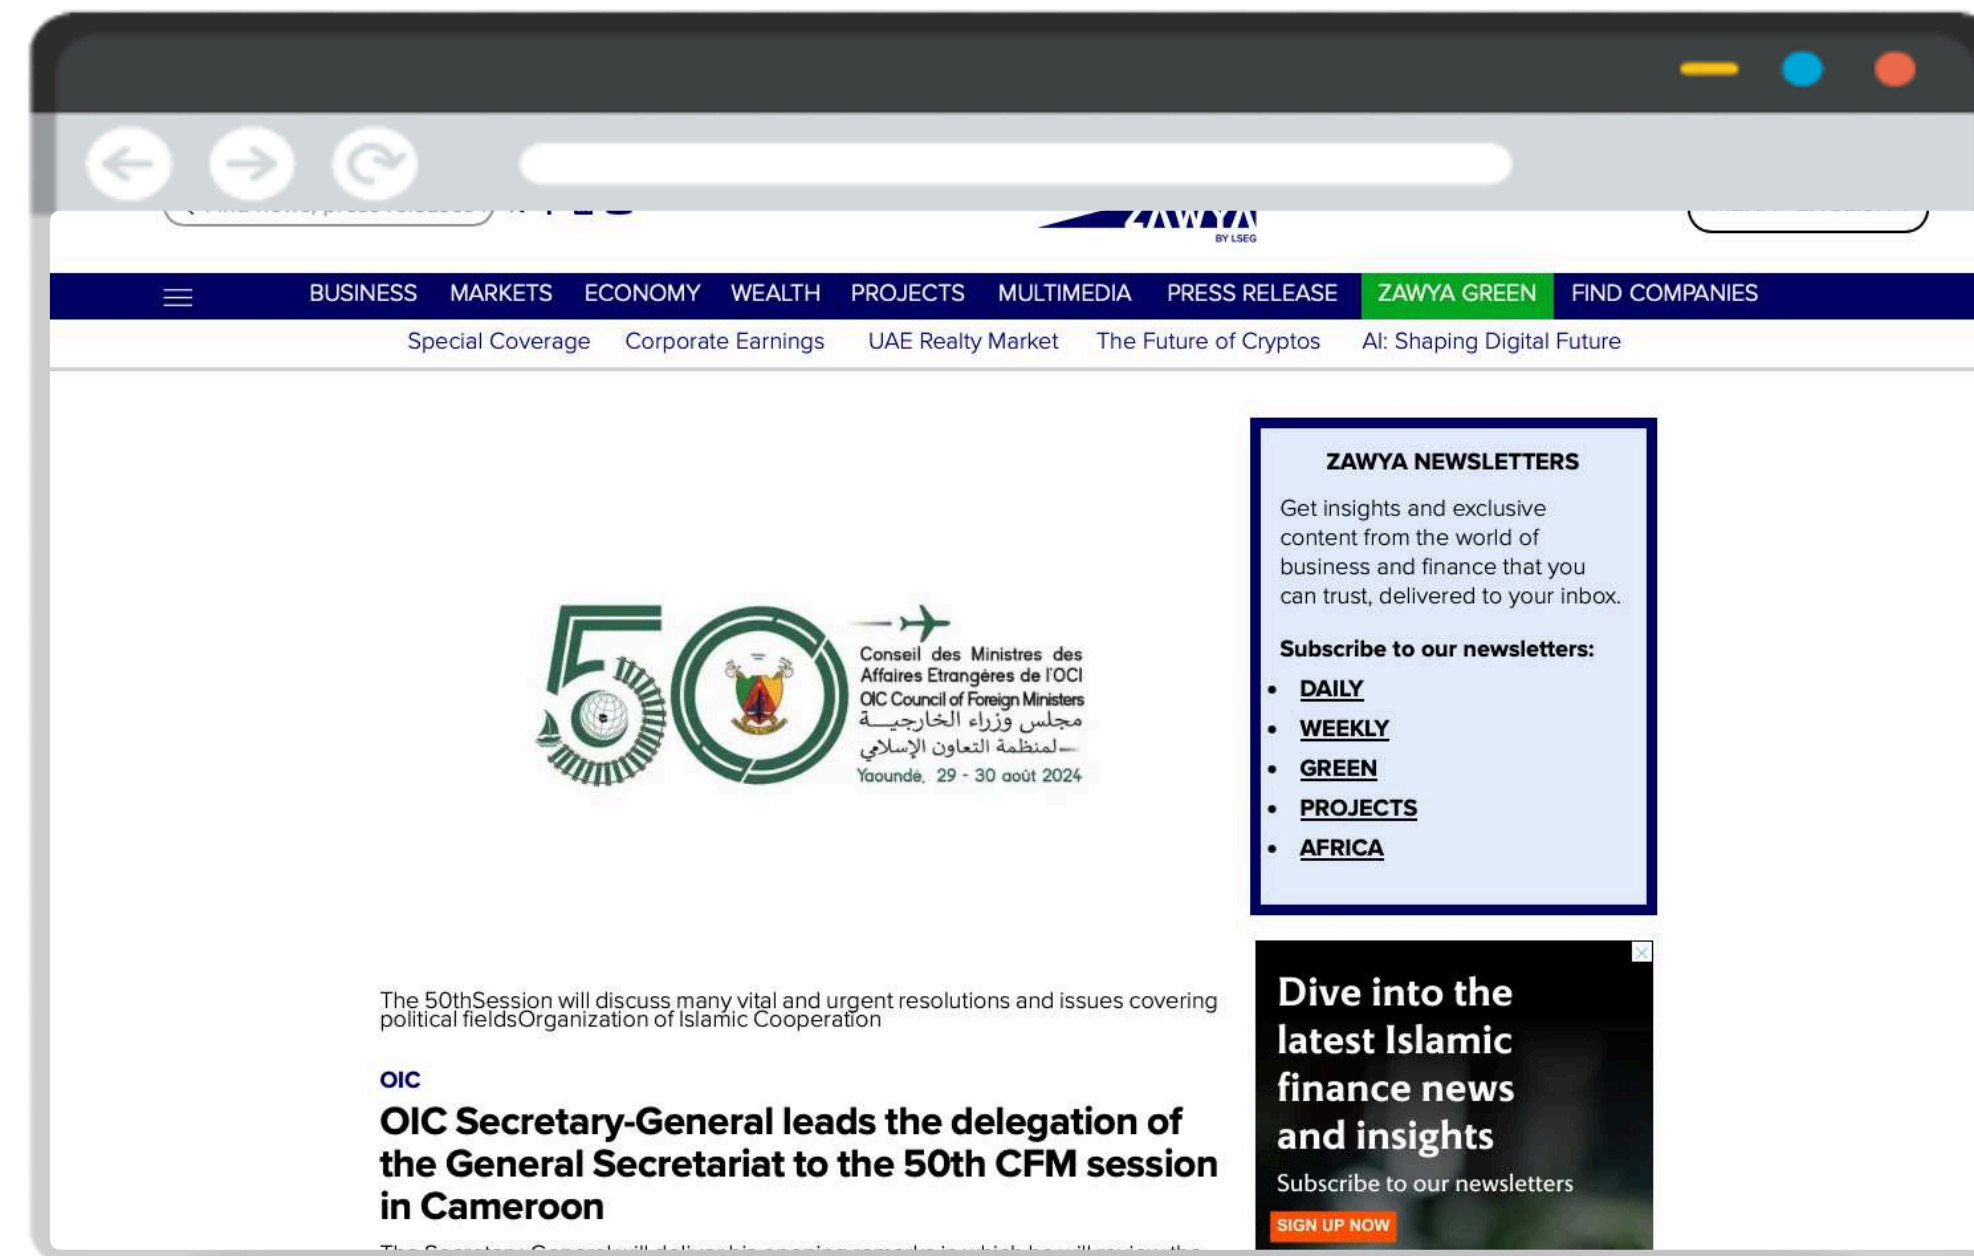 ZAWYA
BY LSEG
BUSINESS MARKETS ECONOMY WEALTH PROJECTS MULTIMEDIA PRESS RELEASE ZAWYA GREEN FIND COMPANIES
Special Coverage Corporate Earnings UAE Realty Market The Future of Cryptos AI: Shaping Digital Future
Conseil des Ministres des
Affaires Etrangères de l'OCI
OIC Council of Foreign Ministers
مجلس وزراء الخارجيـــة
لمنظمة التعاون الإسلامي
Yaoundé, 29 - 30 août 2024
The 50thSession will discuss many vital and urgent resolutions and issues covering
political fieldsOrganization of Islamic Cooperation
OIC
OIC Secretary-General leads the delegation of
the General Secretariat to the 50th CFM session
in Cameroon
ZAWYA NEWSLETTERS
Get insights and exclusive
content from the world of
business and finance that you
can trust, delivered to your inbox.
Subscribe to our newsletters:
DAILY
WEEKLY
GREEN
PROJECTS
AFRICA
Dive into the
latest Islamic
finance news
and insights
Subscribe to our newsletters
SIGN UP NOW